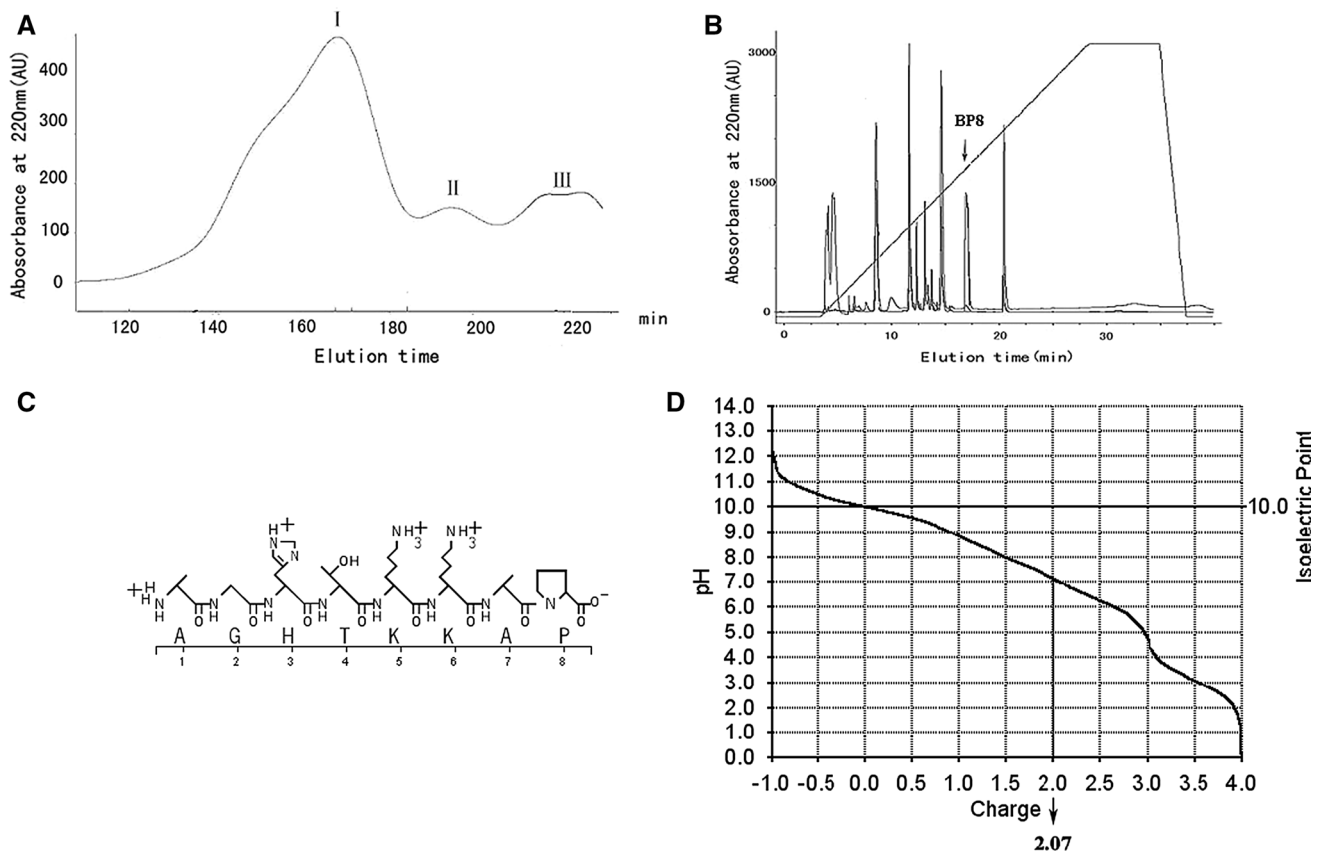 A
Abosorbance at 220nm(AU)
400
300
200
100
0
I
II
III
120 140 160 180 200 220 min
Elution time
B
Abosorbance at 220nm(AU)
3000
1500
0
BP8
0 10 20 30
Elution time(min)
C
H + NH+3 NH+3
N N
OH
+H
H N O N O N O N O N O N O N O N O-
H H H H H H H O
A G H T K K A P
1 2 3 4 5 6 7 8
D
pH
14.0
13.0
12.0
11.0
10.0
9.0
8.0
7.0
6.0
5.0
4.0
3.0
2.0
1.0
0.0
10.0
Isoelectric Point
-1.0 -0.5 0.0 0.5 1.0 1.5 2.0 2.5 3.0 3.5 4.0
Charge
2.07